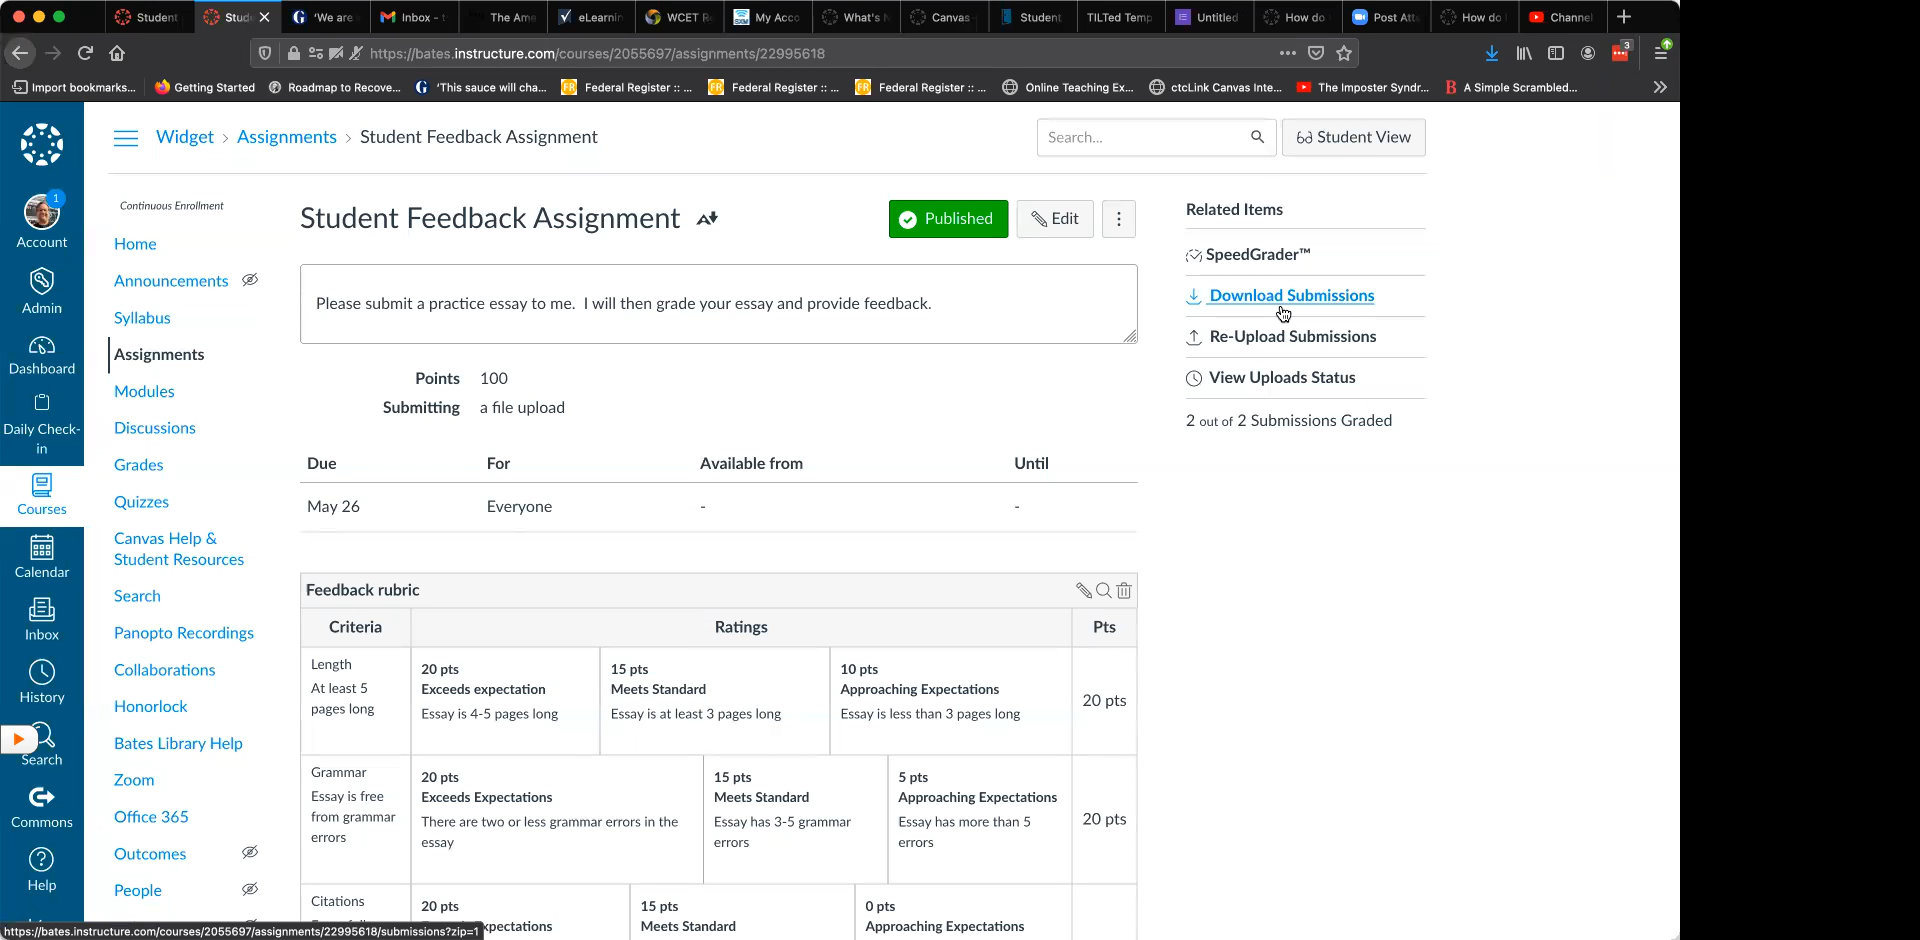 Student
Stude
'We are
Inbox -
The Ame
eLearni
WCET R
My Acco
What's N
Canvas
Student
TILTed Temp
Untitled
How do
Post Atte
How do
Channel
https://bates.instructure.com/courses/2055697/assignments/22995618
3
Import bookmarks...
Getting Started
Roadmap to Recove...
'This sauce will cha...
Federal Register :: ...
Federal Register :: ...
Federal Register :: ...
Online Teaching Ex...
ctcLink Canvas Inte...
The Imposter Syndr...
A Simple Scrambled...
Widget › Assignments › Student Feedback Assignment
Search...
Student View
1
Account
Admin
Dashboard
Daily Check-
in
Courses
Calendar
Inbox
History
Search
Commons
Help
Continuous Enrollment
Home
Announcements
Syllabus
Assignments
Modules
Discussions
Grades
Quizzes
Canvas Help &
Student Resources
Search
Panopto Recordings
Collaborations
Honorlock
Bates Library Help
Zoom
Office 365
Outcomes
People
Student Feedback Assignment
Published
Edit
Please submit a practice essay to me. I will then grade your essay and provide feedback.
Points 100
Submitting a file upload
Due For Available from Until
May 26 Everyone - -
Feedback rubric
Criteria Ratings Pts
Length
At least 5
pages long
20 pts
Exceeds expectation
Essay is 4-5 pages long
15 pts
Meets Standard
Essay is at least 3 pages long
10 pts
Approaching Expectations
Essay is less than 3 pages long
20 pts
Grammar
Essay is free
from grammar
errors
20 pts
Exceeds Expectations
There are two or less grammar errors in the
essay
15 pts
Meets Standard
Essay has 3-5 grammar
errors
5 pts
Approaching Expectations
Essay has more than 5
errors
20 pts
Citations
20 pts
xpectations
15 pts
Meets Standard
0 pts
Approaching Expectations
Related Items
SpeedGrader™
Download Submissions
Re-Upload Submissions
View Uploads Status
2 out of 2 Submissions Graded
https://bates.instructure.com/courses/2055697/assignments/22995618/submissions?zip=1